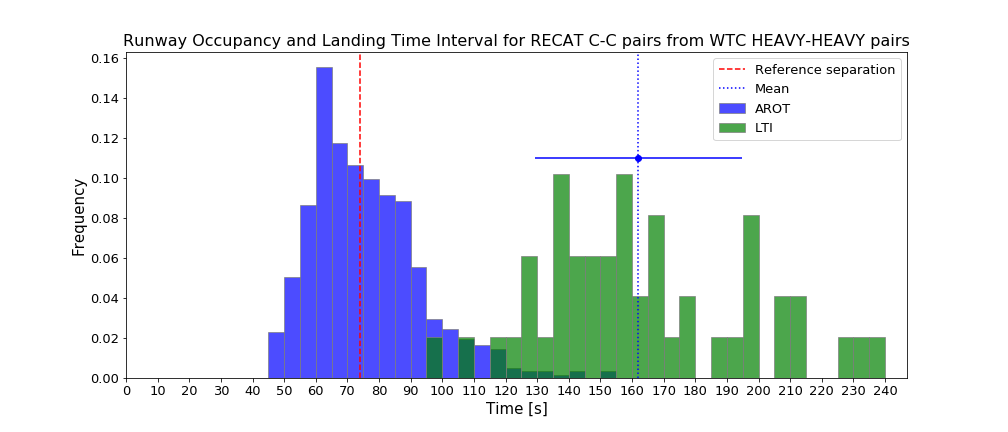 Runway Occupancy and Landing Time Interval for RECAT C-C pairs from WTC HEAVY-HEAVY pairs
Reference separation
Mean
AROT
LTI
0.16
0.14
0.12
0.10
0.08
0.06
0.04
0.02
0.00
Frequency
0 10 20 30 40 50 60 70 80 90 100 110 120 130 140 150 160 170 180 190 200 210 220 230 240
Time [s]